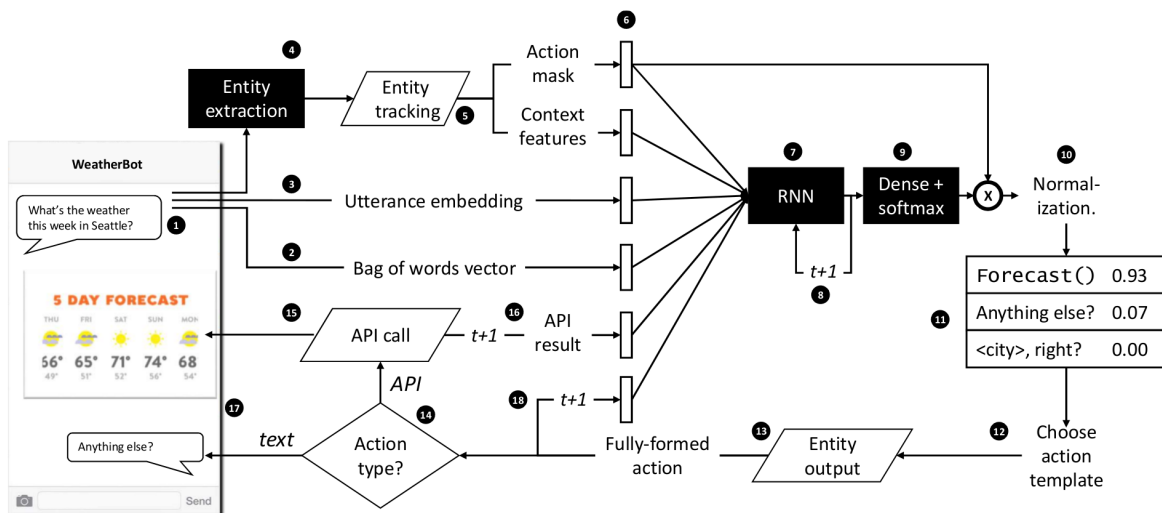 6
4
Action
mask
Entity
extraction
Entity
tracking
5
Context
features
WeatherBot
7
9
10
RNN
Dense +
softmax
X
Normal-
ization.
3
Utterance embedding
What's the weather
this week in Seattle?
1
2
Bag of words vector
t+1
8
Forecast() 0.93
Anything else? 0.07
<city>, right? 0.00
11
5 DAY FORECAST
THU FRI SAT SUN MON
66° 65° 71° 74° 68
49° 51° 52° 56° 54°
15
API call
t+1
16
API
result
API
18
t+1
17
14
text
Action
type?
Anything else?
Fully-formed
action
13
Entity
output
12
Choose
action
template
Send